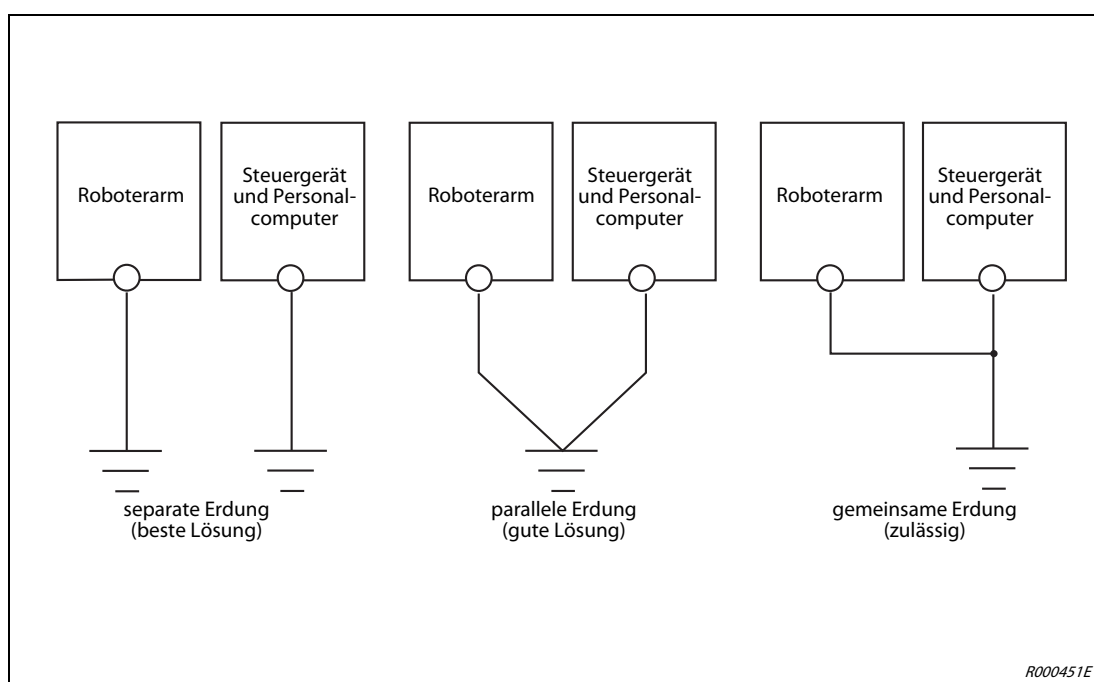 Roboterarm
Steuergerät
und Personal-
computer
Roboterarm
Steuergerät
und Personal-
computer
Roboterarm
Steuergerät
und Personal-
computer
separate Erdung
(beste Lösung)
parallele Erdung
(gute Lösung)
gemeinsame Erdung
(zulässig)
R000451E